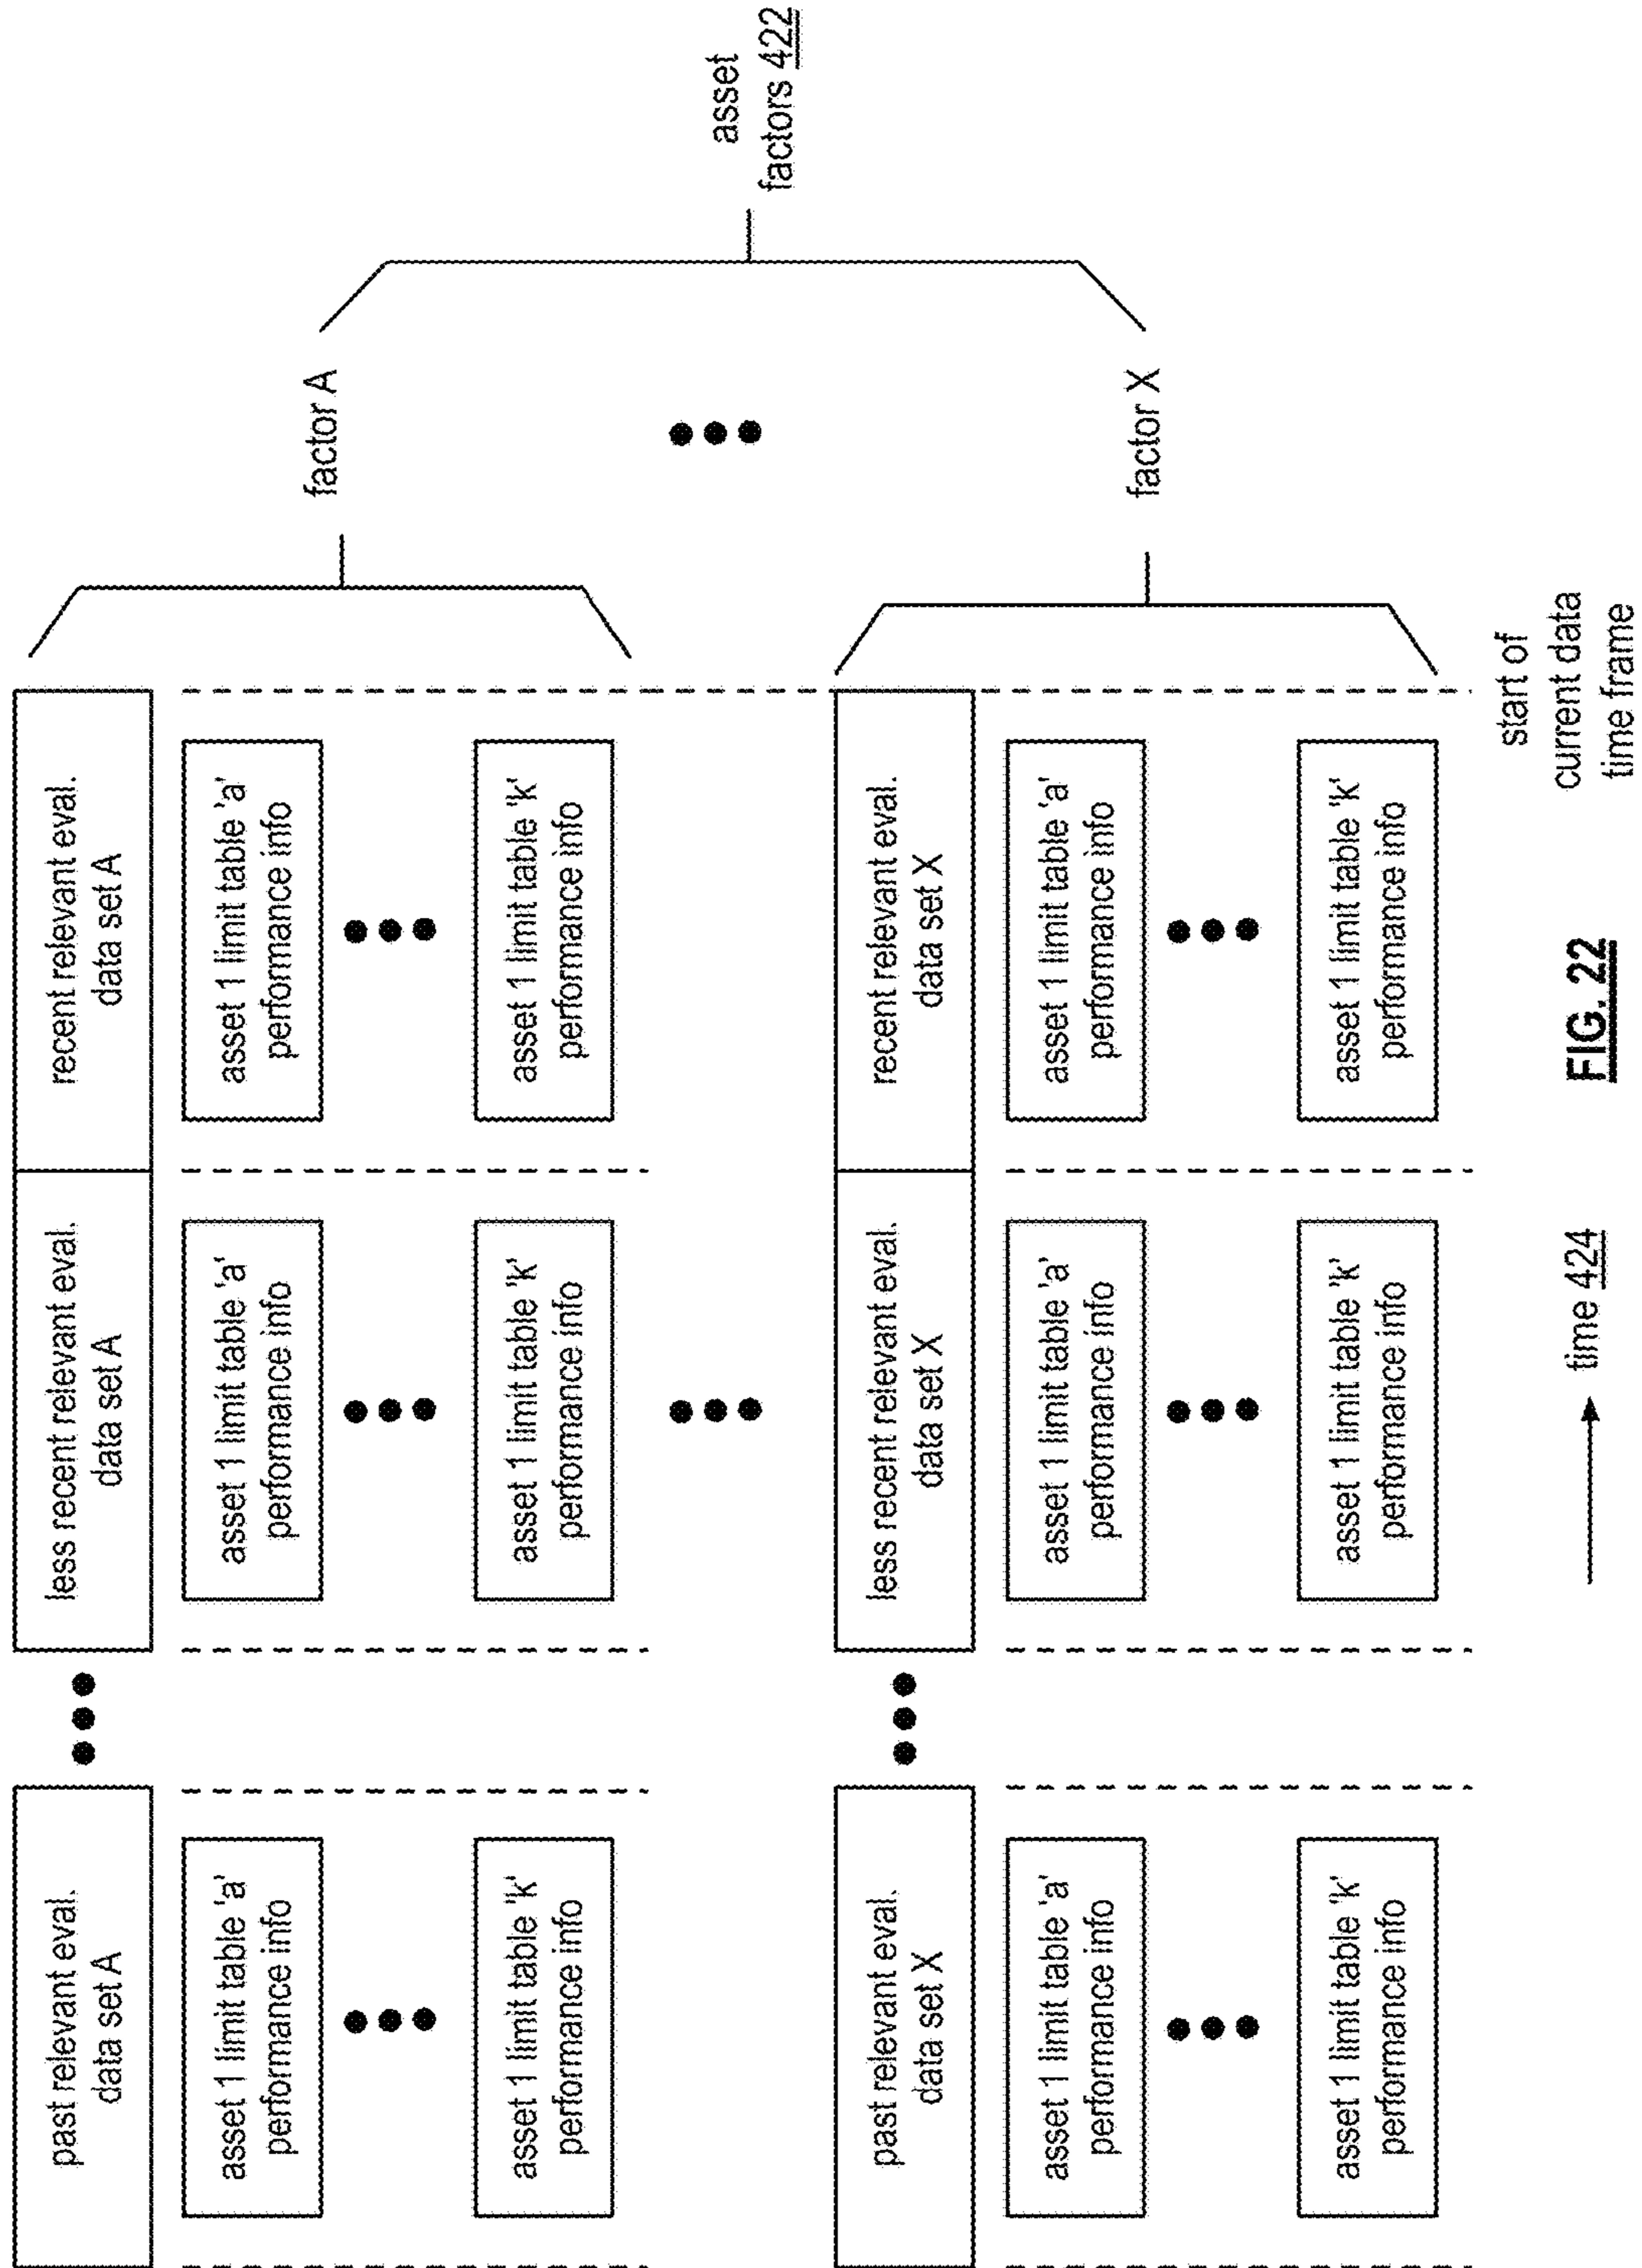 past relevant eval.
data set A
less recent relevant eval.
data set A
recent relevant eval.
data set A
asset 1 limit table 'a'
performance info
asset 1 limit table 'a'
performance info
asset 1 limit table 'a'
performance info
asset 1 limit table 'k'
performance info
asset 1 limit table 'k'
performance info
asset 1 limit table 'k'
performance info
factor A
asset
factors 422
past relevant eval.
data set X
less recent relevant eval.
data set X
recent relevant eval.
data set X
asset 1 limit table 'a'
performance info
asset 1 limit table 'a'
performance info
asset 1 limit table 'a'
performance info
asset 1 limit table 'k'
performance info
asset 1 limit table 'k'
performance info
asset 1 limit table 'k'
performance info
factor X
time 424
start of
current data
time frame
FIG. 22